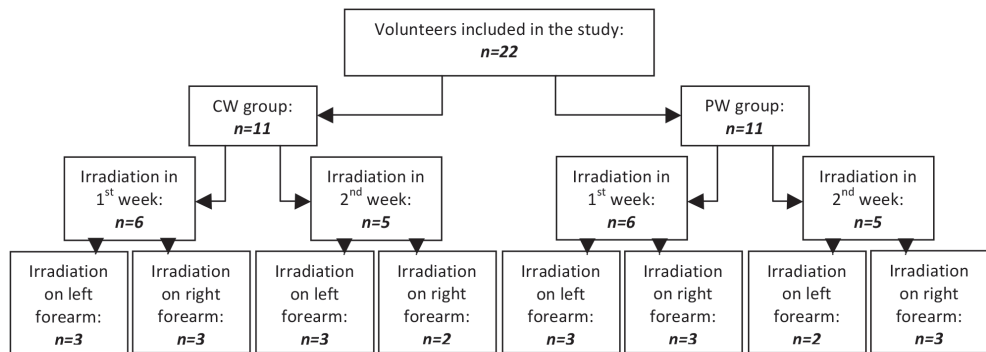 Volunteers included in the study:
n=22
CW group:
n=11
PW group:
n=11
Irradiation in
1st week:
n=6
Irradiation in
2nd week:
n=5
Irradiation in
1st week:
n=6
Irradiation in
2nd week:
n=5
Irradiation
on left
forearm:
n=3
Irradiation
on right
forearm:
n=3
Irradiation
on left
forearm:
n=3
Irradiation
on right
forearm:
n=2
Irradiation
on left
forearm:
n=3
Irradiation
on right
forearm:
n=3
Irradiation
on left
forearm:
n=2
Irradiation
on right
forearm:
n=3